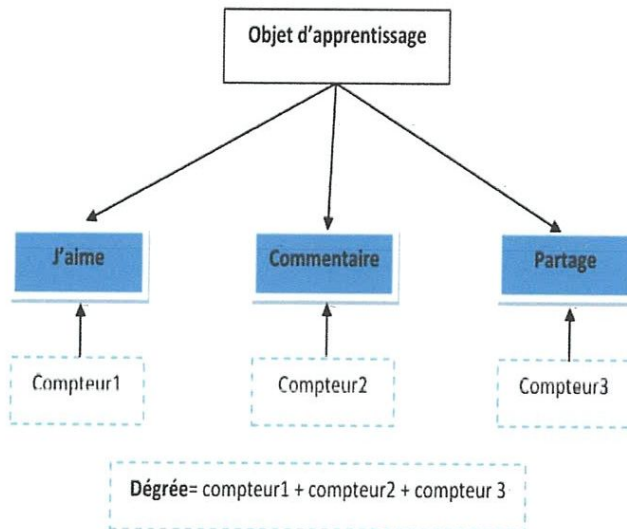 Objet d'apprentissage
J'aime
Commentaire
Partage
Compteur1
Compteur2
Compteur3
Dégrée= compteur1 + compteur2 + compteur 3